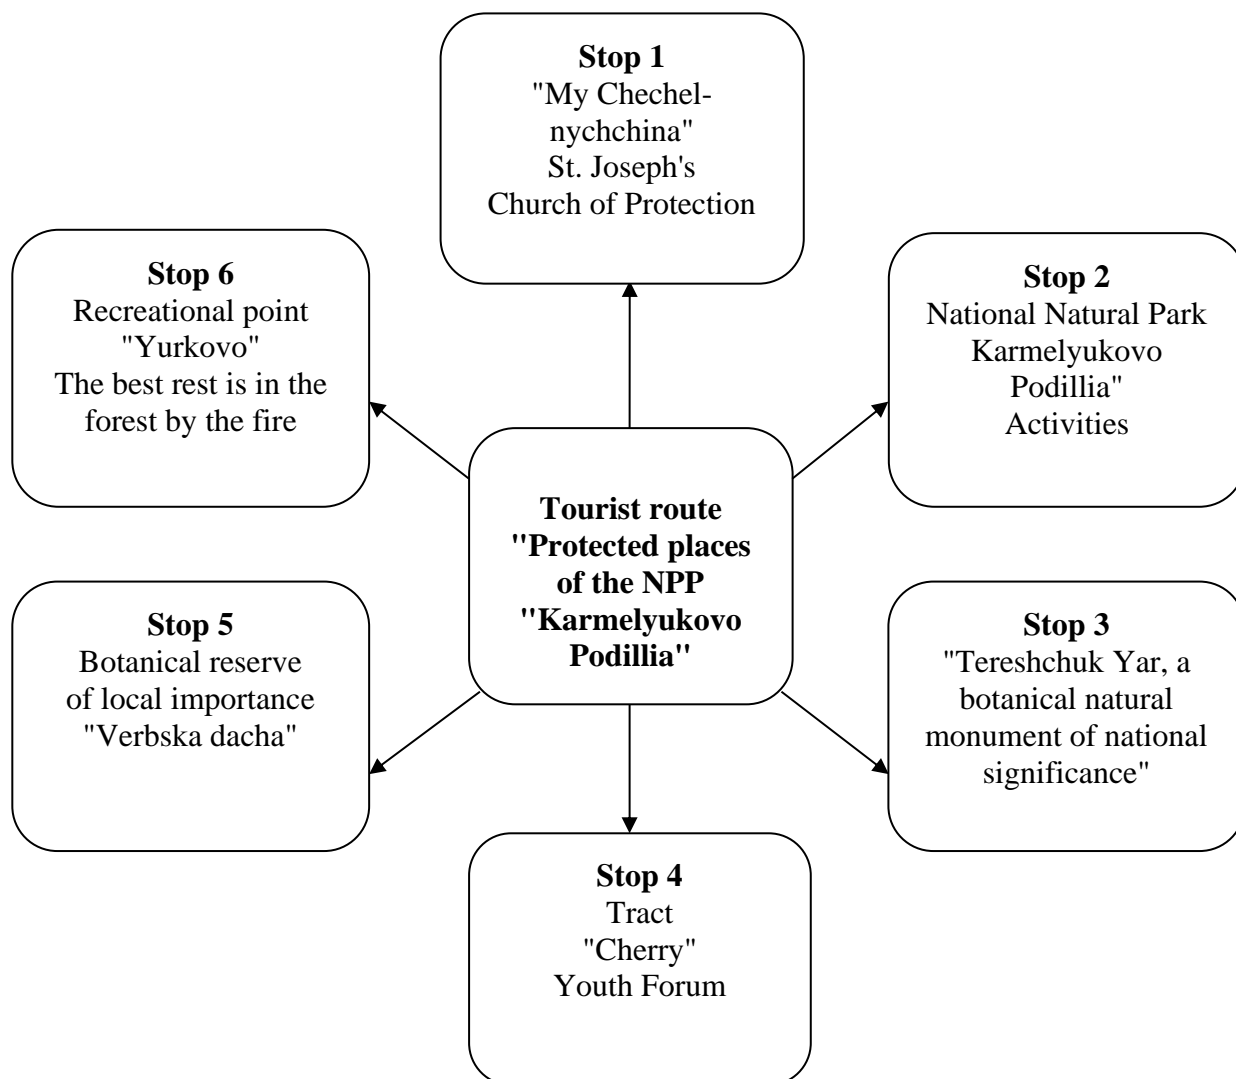 Stop 1
"My Chechel-
nychchina"
St. Joseph's
Church of Protection
Stop 2
National Natural Park
Karmelyukovo
Podillia"
Activities
Stop 3
"Tereshchuk Yar, a
botanical natural
monument of national
significance"
Stop 4
Tract
"Cherry"
Youth Forum
Stop 5
Botanical reserve
of local importance
"Verbska dacha"
Stop 6
Recreational point
"Yurkovo"
The best rest is in the
forest by the fire
Tourist route
"Protected places
of the NPP
"Karmelyukovo
Podillia"